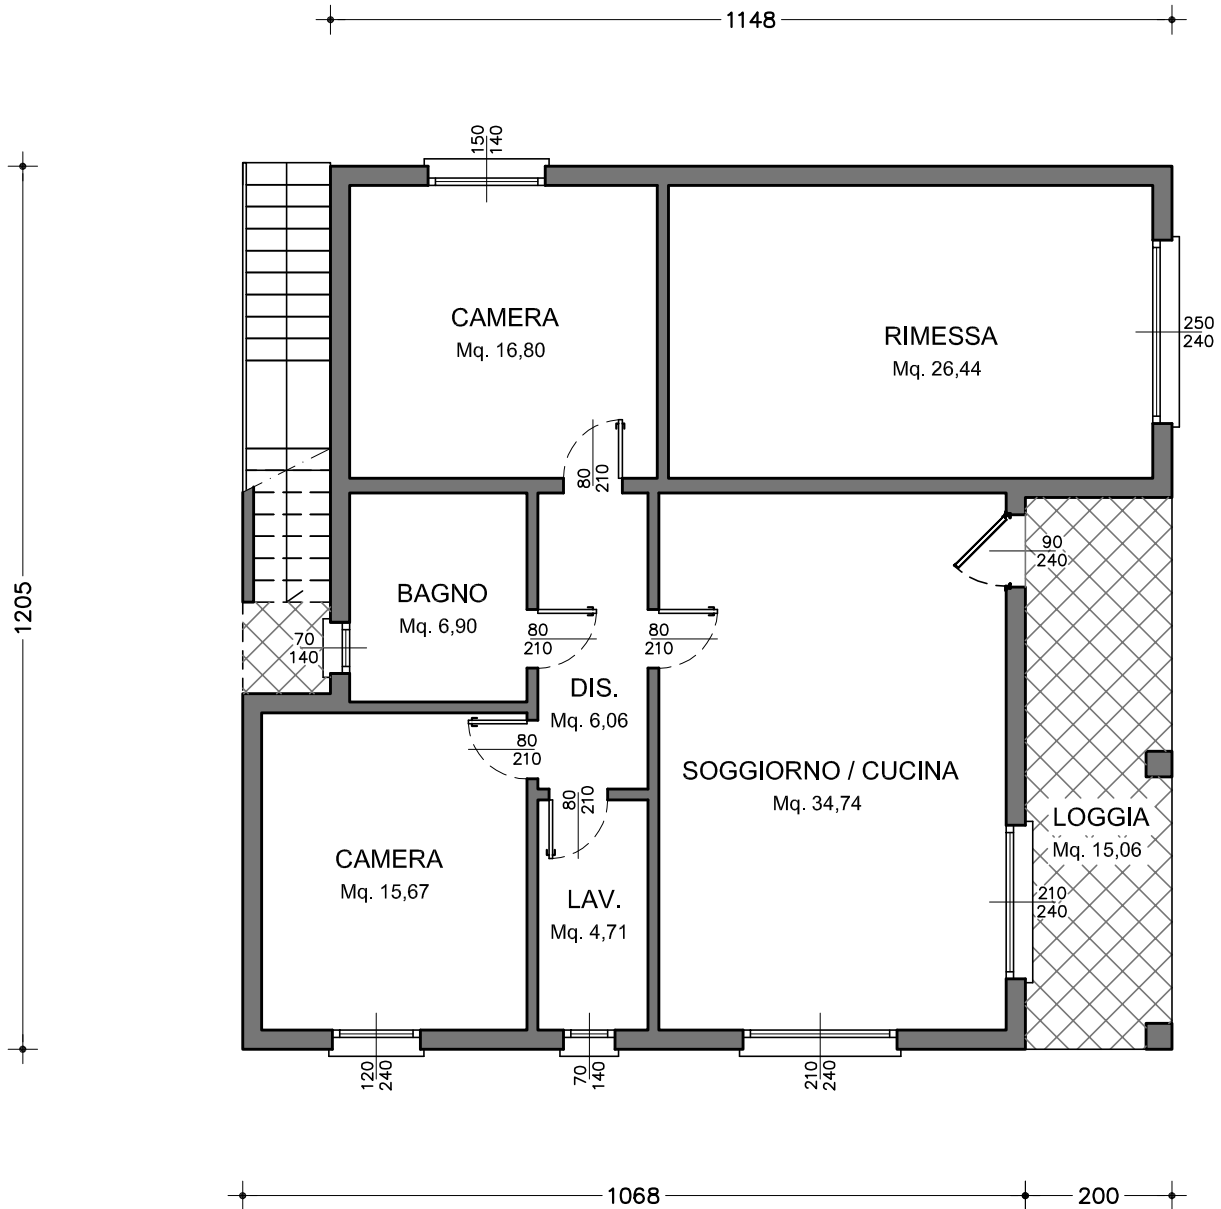 1148
150
140
CAMERA
Mq. 16,80
RIMESSA
Mq. 26,44
250
240
80
210
90
240
1205
BAGNO
Mq. 6,90
70
140
80
210
80
210
DIS.
Mq. 6,06
80
210
SOGGIORNO / CUCINA
Mq. 34,74
80
210
LOGGIA
Mq. 15,06
CAMERA
Mq. 15,67
LAV.
Mq. 4,71
210
240
120
240
70
140
210
240
1068
200